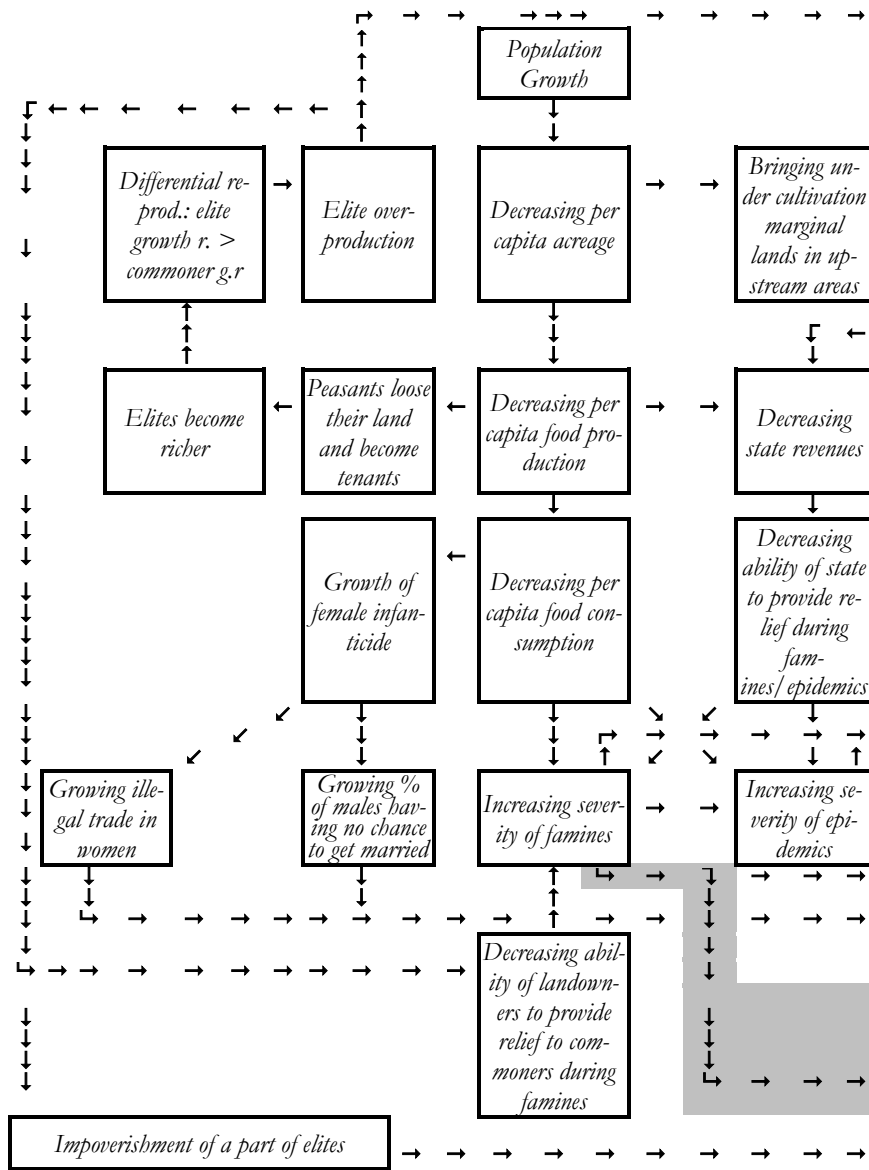 Population
Growth
Differential re-
prod.: elite
growth r. >
commoner g.r
Elite over-
production
Decreasing per
capita acreage
Bringing un-
der cultivation
marginal
lands in up-
stream areas
Elites become
richer
Peasants loose
their land
and become
tenants
Decreasing per
capita food pro-
duction
Decreasing
state revenues
Growth of
female infan-
ticide
Decreasing per
capita food con-
sumption
Decreasing
ability of state
to provide re-
lief during
fam-
ines/epidemics
Growing ille-
gal trade in
women
Growing %
of males hav-
ing no chance
to get married
Increasing sever-
ity of famines
Increasing se-
verity of epi-
demics
Decreasing abil-
ity of landown-
ers to provide
relief to com-
moners during
famines
Impoverishment of a part of elites